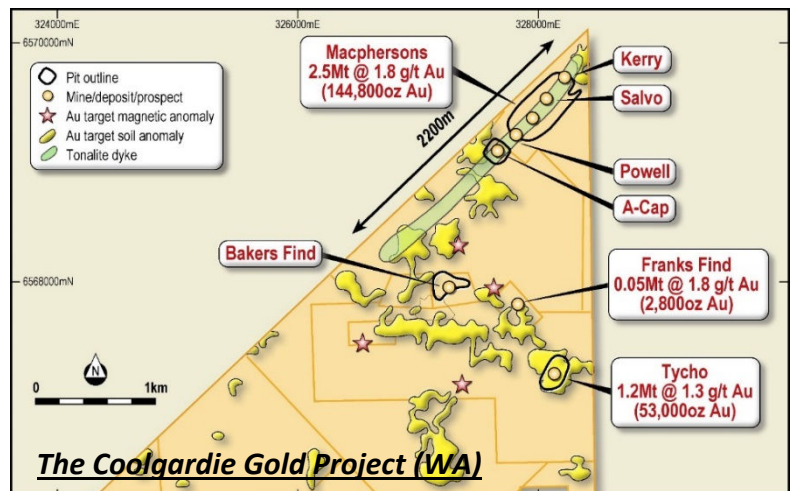 324000mE
326000mE
328000mE
6570000mN
Pit outline
Mine/deposit/prospect
Au target magnetic anomaly
Au target soil anomaly
Tonalite dyke
Macphersons
2.5Mt @ 1.8 g/t Au
(144,800oz Au)
2200m
Kerry
Salvo
Powell
A-Cap
Bakers Find
6568000mN
Franks Find
0.05Mt @ 1.8 g/t Au
(2,800oz Au)
N
0 1km
Tycho
1.2Mt @ 1.3 g/t Au
(53,000oz Au)
The Coolgardie Gold Project (WA)